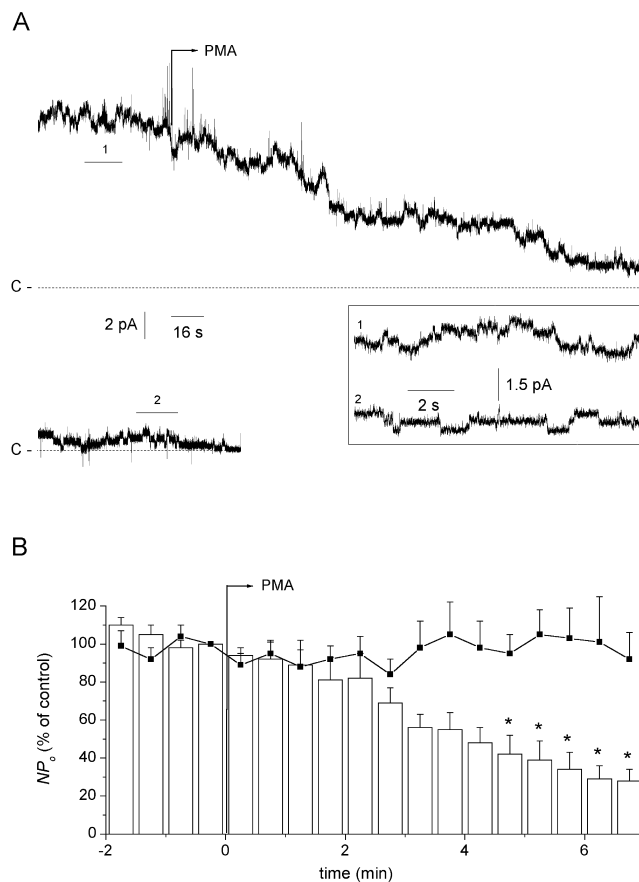 A
PMA
1
C -
2 pA
16 s
1
2 s
1.5 pA
2
2
C -
B
PMA
NPo (% of control)
120
100
80
60
40
20
0
* * * * *
-2 0 2 4 6
time (min)